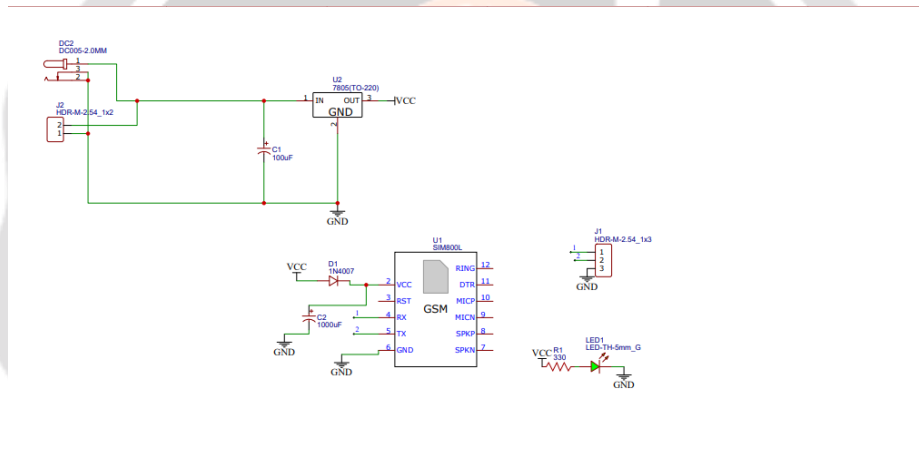 DC2
DC005-2.0MM
1
3
2
J2
HDR-M-2.54_1x2
2
1
U2
7805(TO-220)
1 IN OUT 3 VCC
GND
2
C1
100uF
GND
U1
SIM800L
VCC
D1
1N4007
2 VCC
3 RST
4 RX
5 TX
6 GND
GSM
RING 12
DTR 11
MICP 10
MICN 9
SPKP 8
SPKN 7
C2
1000uF
1
2
GND
GND
J1
HDR-M-2.54_1x3
1 1
2 2
3
GND
VCC R1
330
LED1
LED-TH-5mm_G
GND